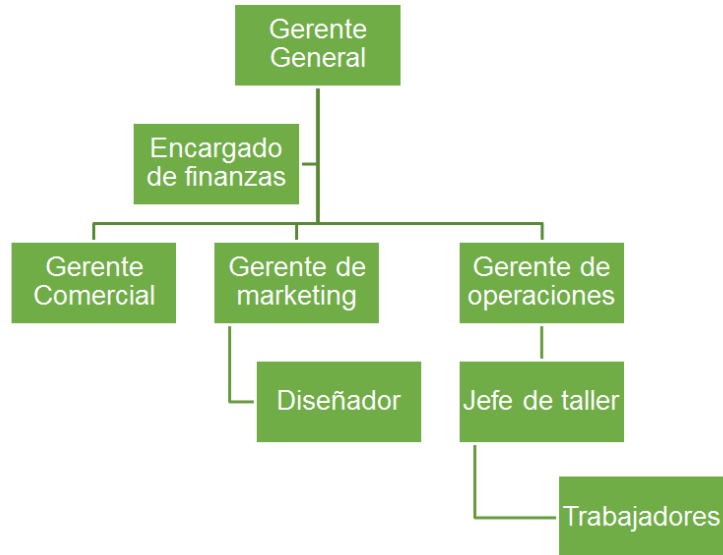 Gerente
General
Encargado
de finanzas
Gerente
Comercial
Gerente de
marketing
Gerente de
operaciones
Diseñador
Jefe de taller
Trabajadores